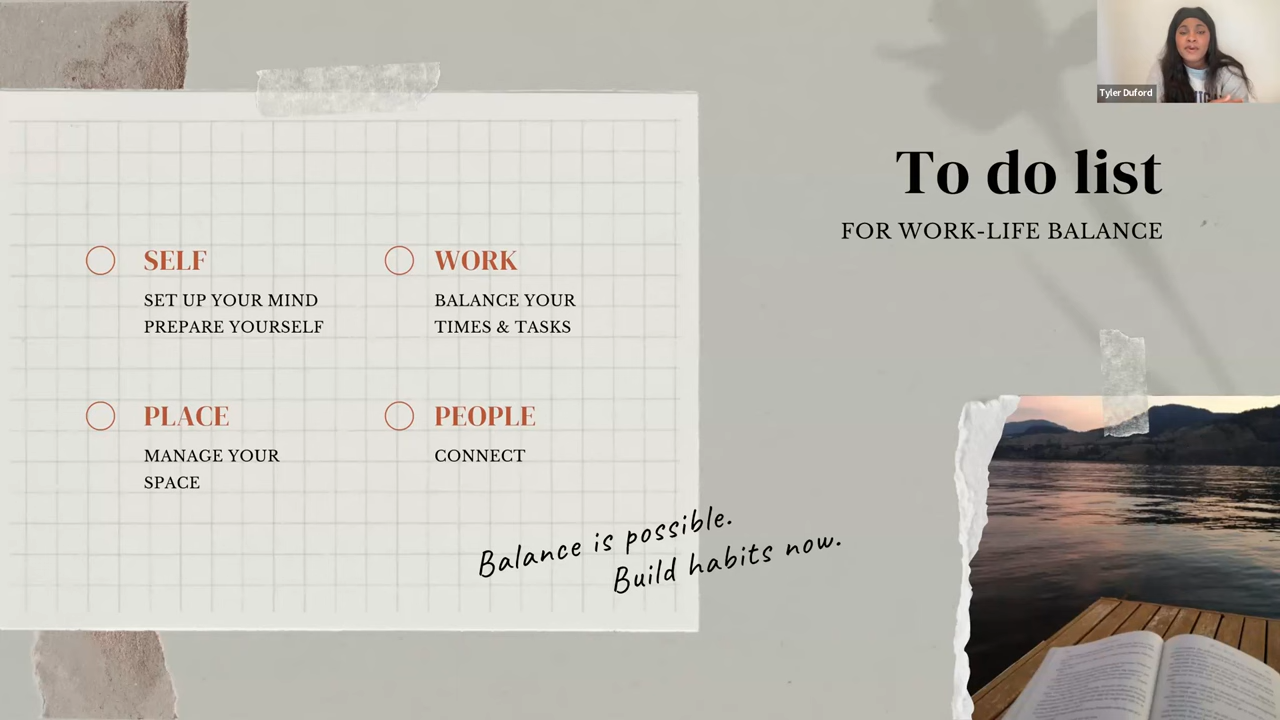 Tyler Duford
To do list
FOR WORK-LIFE BALANCE
SELF
SET UP YOUR MIND
PREPARE YOURSELF
WORK
BALANCE YOUR
TIMES & TASKS
PLACE
MANAGE YOUR
SPACE
PEOPLE
CONNECT
Balance is possible.
Build habits now.